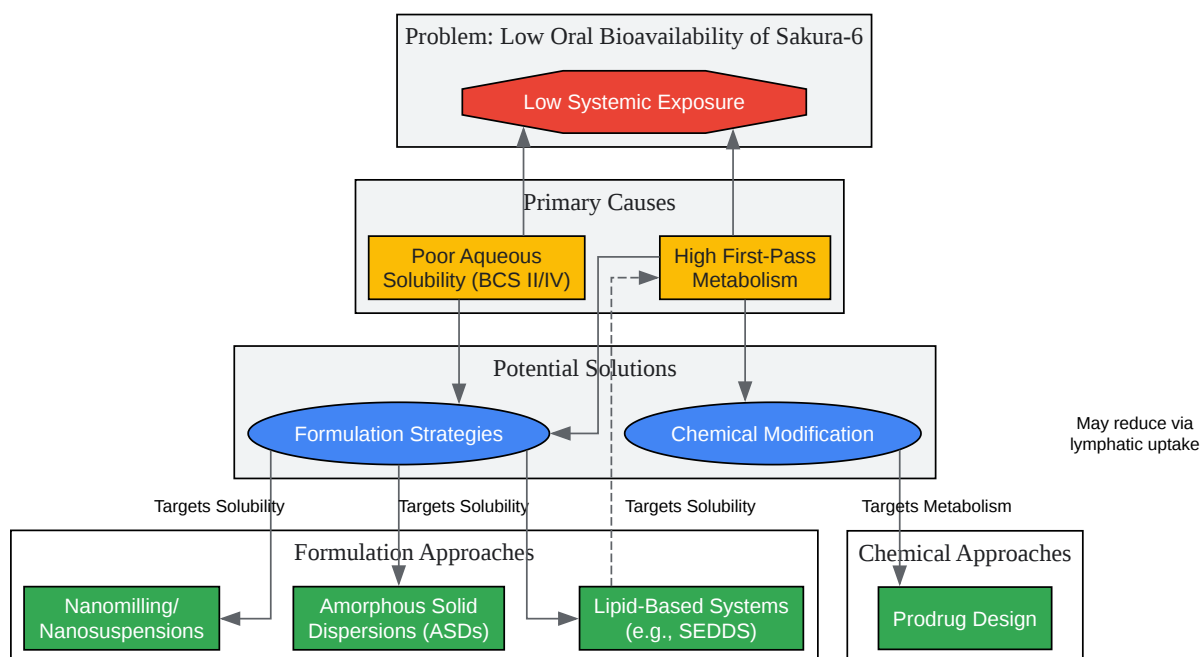 Problem: Low Oral Bioavailability of Sakura-6
Low Systemic Exposure
Primary Causes
Poor Aqueous
Solubility (BCS II/IV)
High First-Pass
Metabolism
Potential Solutions
Formulation Strategies
Chemical Modification
May reduce via
lymphatic uptake
Targets Solubility
Targets Solubility
Targets Solubility
Targets Metabolism
Formulation Approaches
Chemical Approaches
Nanomilling/
Nanosuspensions
Amorphous Solid
Dispersions (ASDs)
Lipid-Based Systems
(e.g., SEDDS)
Prodrug Design